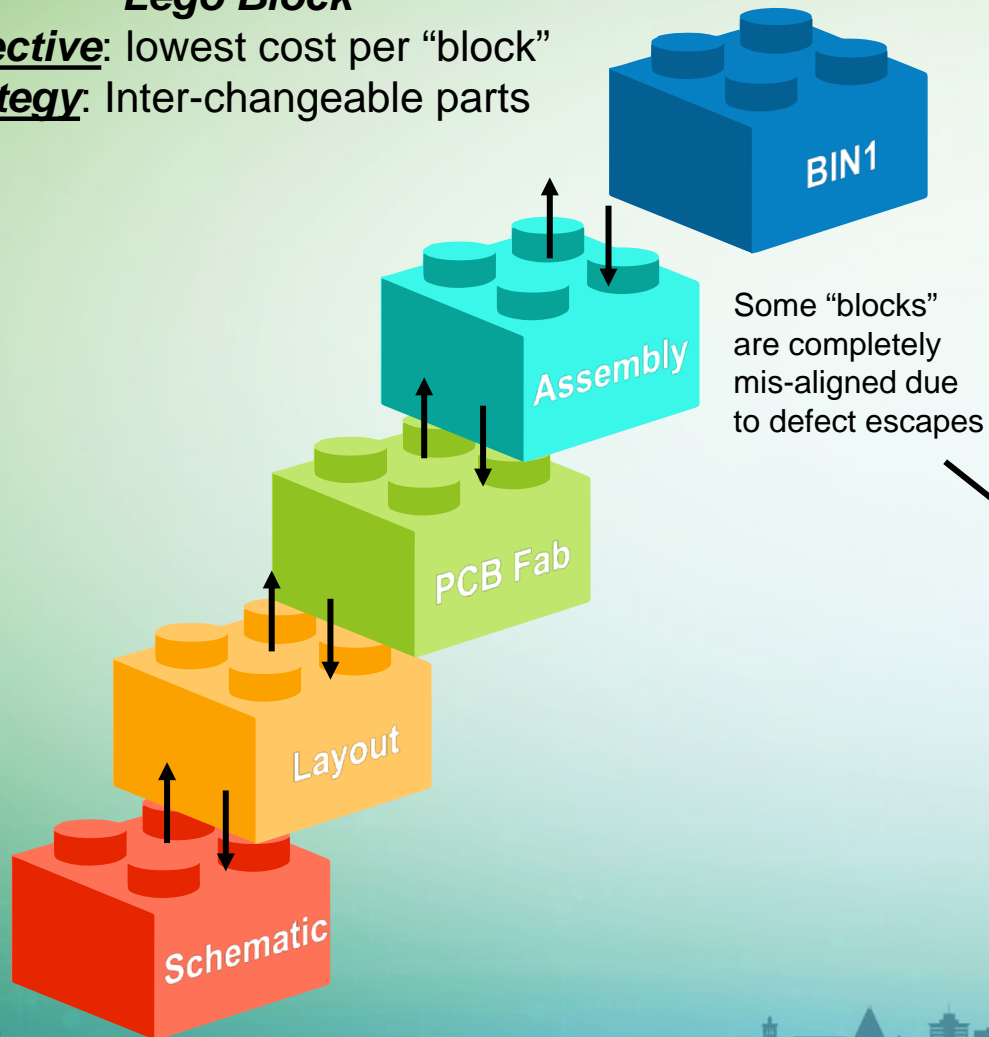 Lego Block
ective: lowest cost per “block”
tegy: Inter-changeable parts
BIN1
Some “blocks”
are completely
mis-aligned due
to defect escapes
Assembly
PCB Fab
Layout
Schematic